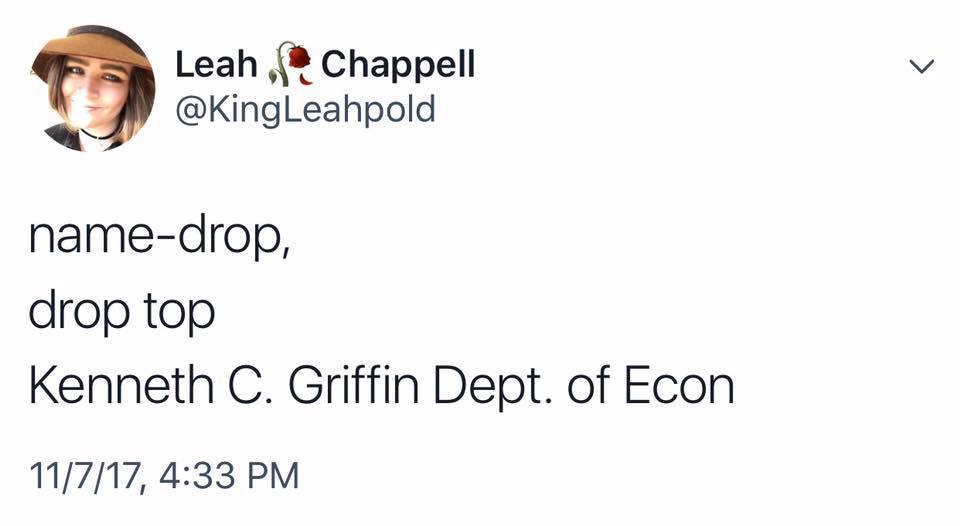 Leah 🥀 Chappell
@KingLeahpold
name-drop,
drop top
Kenneth C. Griffin Dept. of Econ
11/7/17, 4:33 PM